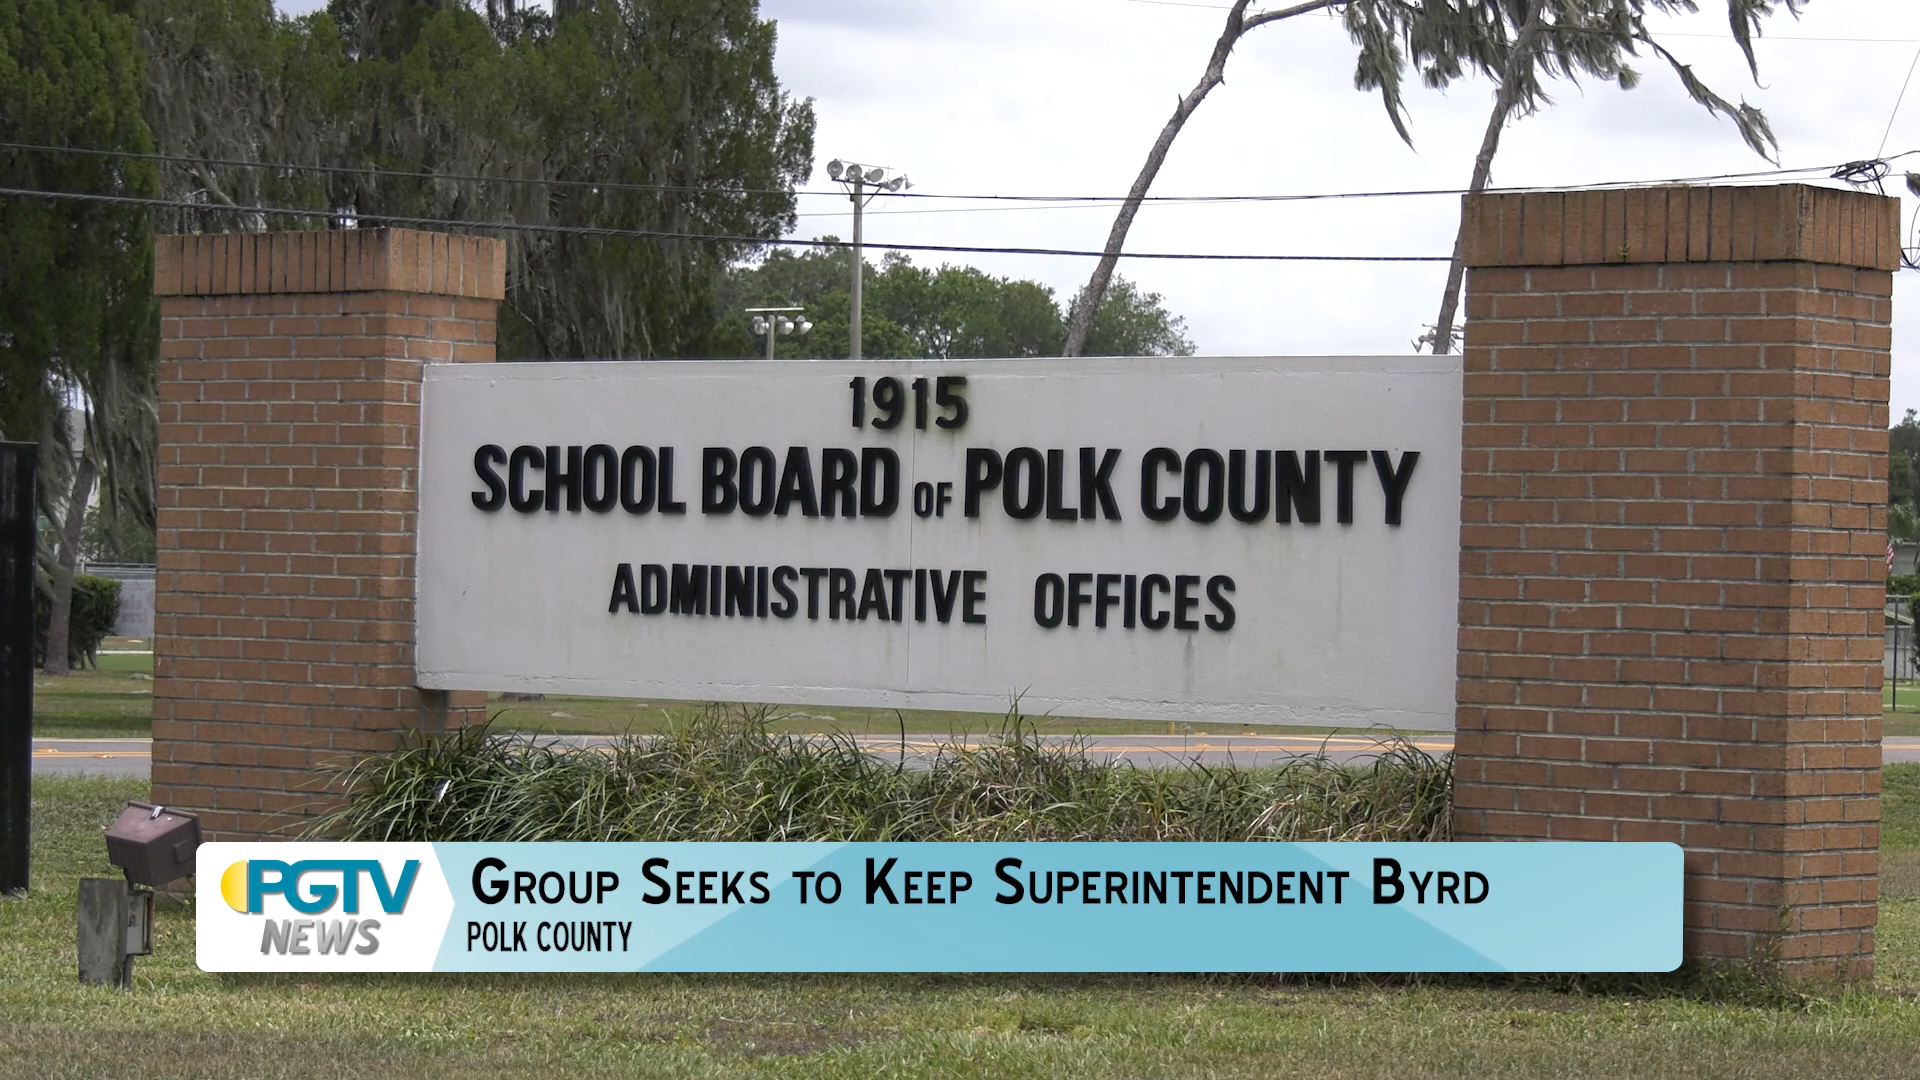 1915
SCHOOL BOARD OF POLK COUNTY
ADMINISTRATIVE OFFICES
PGTV
NEWS
GROUP SEEKS TO KEEP SUPERINTENDENT BYRD
POLK COUNTY